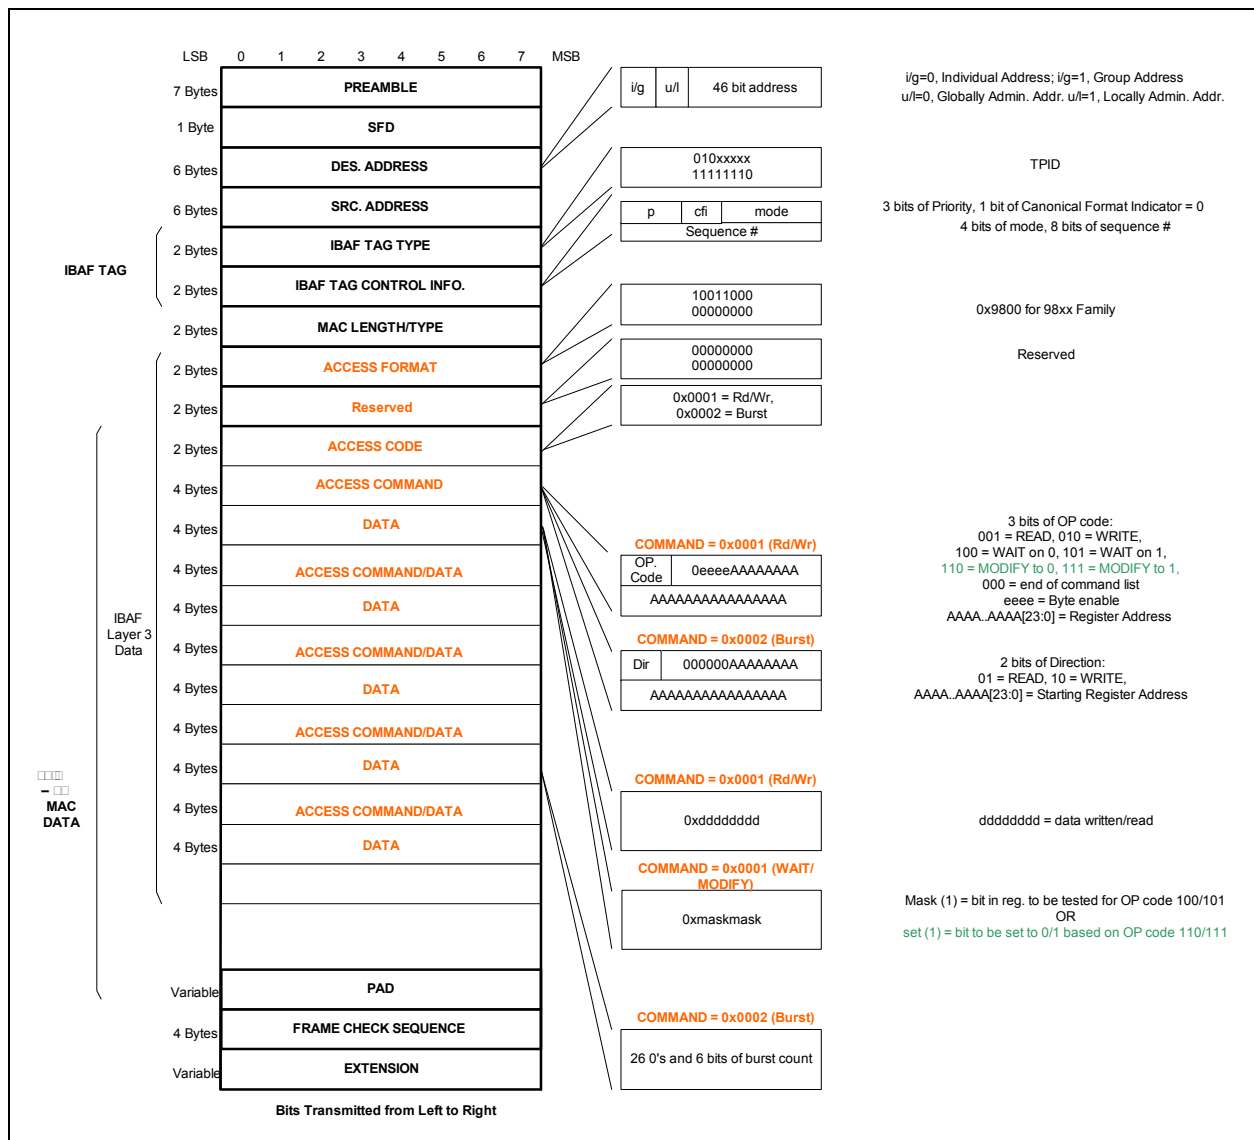 LSB 0 1 2 3 4 5 6 7 MSB
7 Bytes PREAMBLE
1 Byte SFD
6 Bytes DES. ADDRESS
6 Bytes SRC. ADDRESS
IBAF TAG
2 Bytes IBAF TAG TYPE
2 Bytes IBAF TAG CONTROL INFO.
2 Bytes MAC LENGTH/TYPE
2 Bytes ACCESS FORMAT
2 Bytes Reserved
2 Bytes ACCESS CODE
4 Bytes ACCESS COMMAND
4 Bytes DATA
4 Bytes ACCESS COMMAND/DATA
4 Bytes DATA
4 Bytes ACCESS COMMAND/DATA
4 Bytes DATA
4 Bytes ACCESS COMMAND/DATA
4 Bytes DATA
4 Bytes ACCESS COMMAND/DATA
4 Bytes DATA
IBAF
Layer 3
Data
–
MAC
DATA
Variable PAD
4 Bytes FRAME CHECK SEQUENCE
Variable EXTENSION
Bits Transmitted from Left to Right
i/g u/l 46 bit address
i/g=0, Individual Address; i/g=1, Group Address
u/l=0, Globally Admin. Addr. u/l=1, Locally Admin. Addr.
010xxxxx
11111110
TPID
p cfi mode
Sequence #
3 bits of Priority, 1 bit of Canonical Format Indicator = 0
4 bits of mode, 8 bits of sequence #
10011000
00000000
0x9800 for 98xx Family
00000000
00000000
Reserved
0x0001 = Rd/Wr,
0x0002 = Burst
COMMAND = 0x0001 (Rd/Wr)
OP.
Code
0eeeeAAAAAAAA
AAAAAAAAAAAAAAAA
3 bits of OP code:
001 = READ, 010 = WRITE,
100 = WAIT on 0, 101 = WAIT on 1,
110 = MODIFY to 0, 111 = MODIFY to 1,
000 = end of command list
eeee = Byte enable
AAAA..AAAA[23:0] = Register Address
COMMAND = 0x0002 (Burst)
Dir 000000AAAAAAAA
AAAAAAAAAAAAAAAA
2 bits of Direction:
01 = READ, 10 = WRITE,
AAAA..AAAA[23:0] = Starting Register Address
COMMAND = 0x0001 (Rd/Wr)
0xdddddddd
dddddddd = data written/read
COMMAND = 0x0001 (WAIT/
MODIFY)
0xmaskmask
Mask (1) = bit in reg. to be tested for OP code 100/101
OR
set (1) = bit to be set to 0/1 based on OP code 110/111
COMMAND = 0x0002 (Burst)
26 0's and 6 bits of burst count